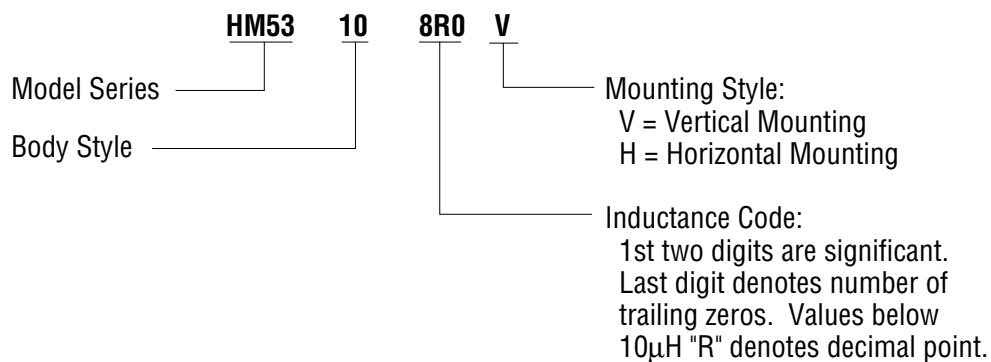 HM53 10 8R0 V
Model Series
Body Style
Mounting Style:
V = Vertical Mounting
H = Horizontal Mounting
Inductance Code:
1st two digits are significant.
Last digit denotes number of
trailing zeros. Values below
10μH "R" denotes decimal point.